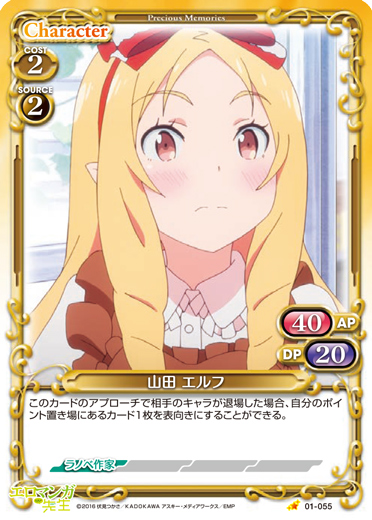 Precious Memories
Character
COST
2
SOURCE
2
40 AP
DP 20
山田 エルフ
このカードのアプローチで相手のキャラが退場した場合、自分のポイ
ント置き場にあるカード1枚を表向きにすることができる。
ラノベ作家
エロマンガ
先生
©2016 伏見つかさ/KADOKAWA アスキー・メディアワークス/EMP
01-055